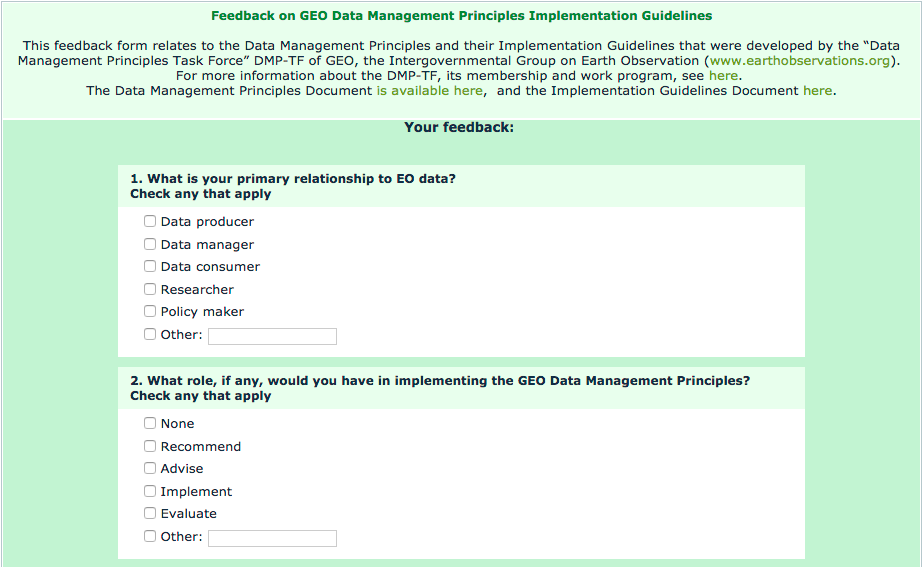 Feedback on GEO Data Management Principles Implementation Guidelines
This feedback form relates to the Data Management Principles and their Implementation Guidelines that were developed by the “Data
Management Principles Task Force” DMP-TF of GEO, the Intergovernmental Group on Earth Observation (www.earthobservations.org).
For more information about the DMP-TF, its membership and work program, see here.
The Data Management Principles Document is available here, and the Implementation Guidelines Document here.
Your feedback:
1. What is your primary relationship to EO data?
Check any that apply
Data producer
Data manager
Data consumer
Researcher
Policy maker
Other:
2. What role, if any, would you have in implementing the GEO Data Management Principles?
Check any that apply
None
Recommend
Advise
Implement
Evaluate
Other: